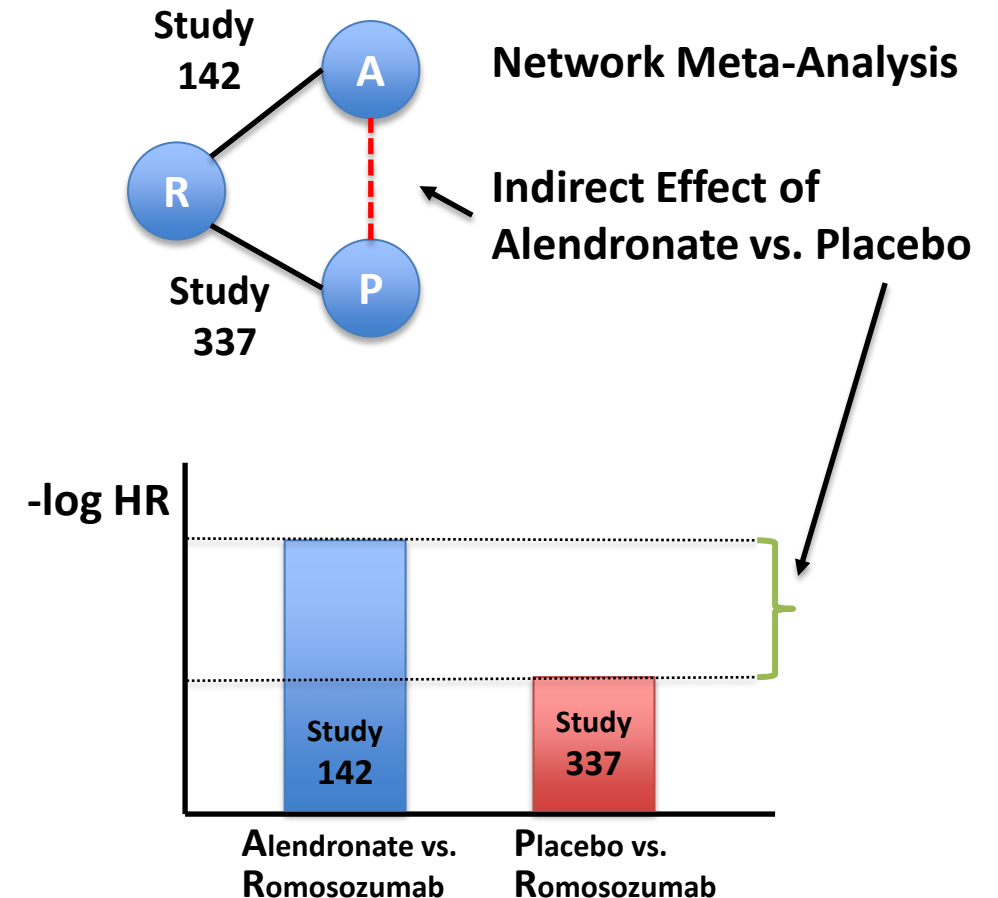 Study
142
A
Network Meta-Analysis
R
Indirect Effect of
Alendronate vs. Placebo
P
Study
337
-log HR
Study
142
Study
337
Alendronate vs.
Romosozumab
Placebo vs.
Romosozumab